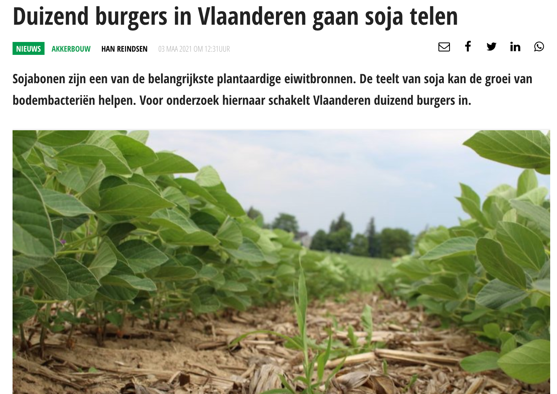 Duizend burgers in Vlaanderen gaan soja telen
NIEUWS AKKERBOUW HAN REINDSEN 03 MAA 2021 OM 12:31UUR
Sojabonen zijn een van de belangrijkste plantaardige eiwitbronnen. De teelt van soja kan de groei van
bodembacteriën helpen. Voor onderzoek hiernaar schakelt Vlaanderen duizend burgers in.